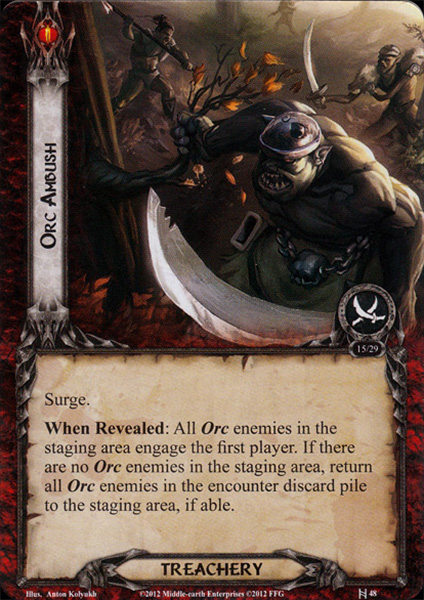 ORC AMBUSH
15/29
Surge.
When Revealed: All Orc enemies in the
staging area engage the first player. If there
are no Orc enemies in the staging area, return
all Orc enemies in the encounter discard pile
to the staging area, if able.
TREACHERY
Illus. Anton Kolyukh ©2012 Middle-earth Enterprises ©2012 FFG 48